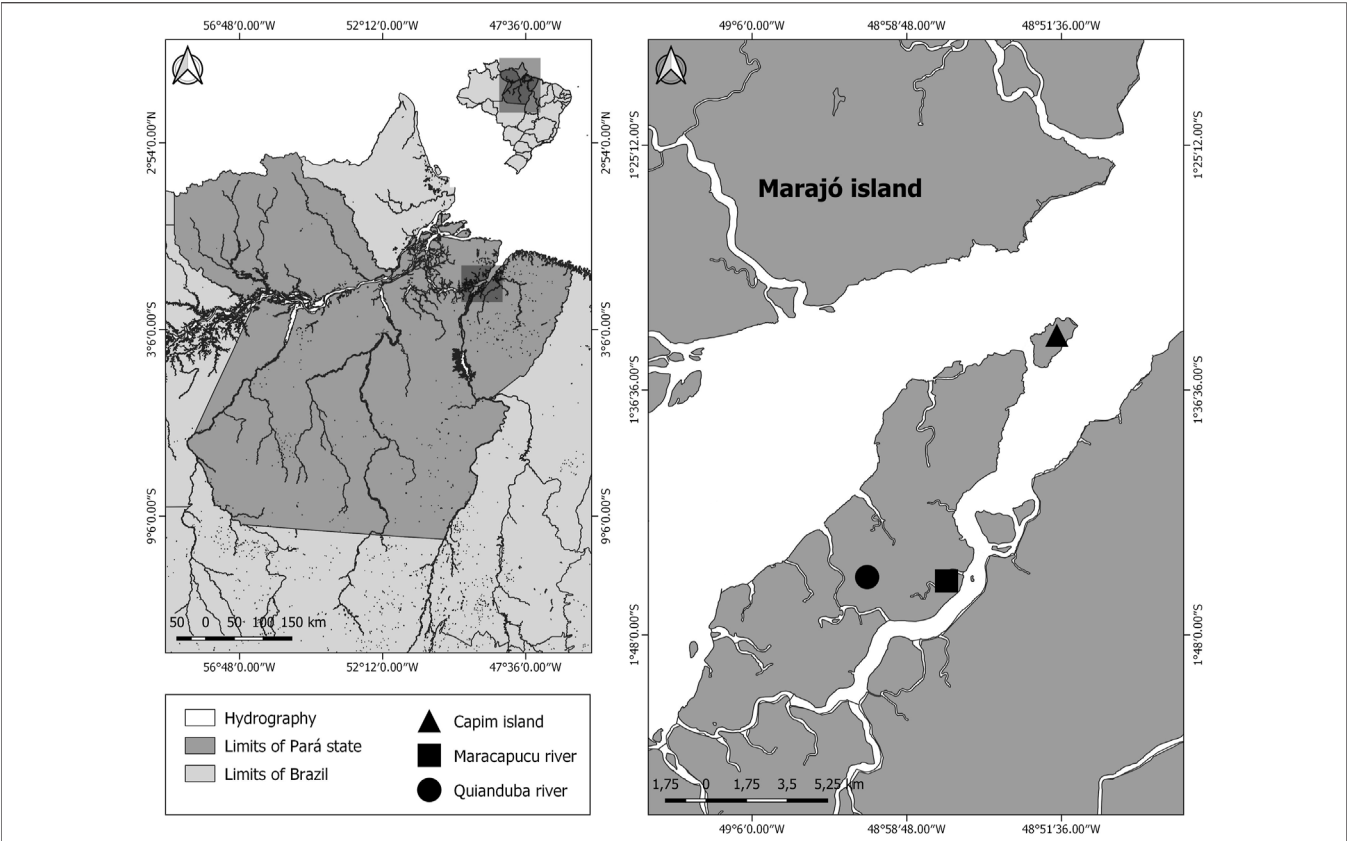 56°48′0.00″W 52°12′0.00″W 47°36′0.00″W
2°54′0.00″N
3°6′0.00″S
9°6′0.00″S
2°54′0.00″N
3°6′0.00″S
9°6′0.00″S
50 0 50 100 150 km
56°48′0.00″W 52°12′0.00″W 47°36′0.00″W
Hydrography
Limits of Pará state
Limits of Brazil
Capim island
Maracapucu river
Quianduba river
49°6′0.00″W 48°58′48.00″W 48°51′36.00″W
1°25′12.00″S
1°36′36.00″S
1°48′0.00″S
Marajó island
1°25′12.00″S
1°36′36.00″S
1°48′0.00″S
1,75 0 1,75 3,5 5,25 km
49°6′0.00″W 48°58′48.00″W 48°51′36.00″W